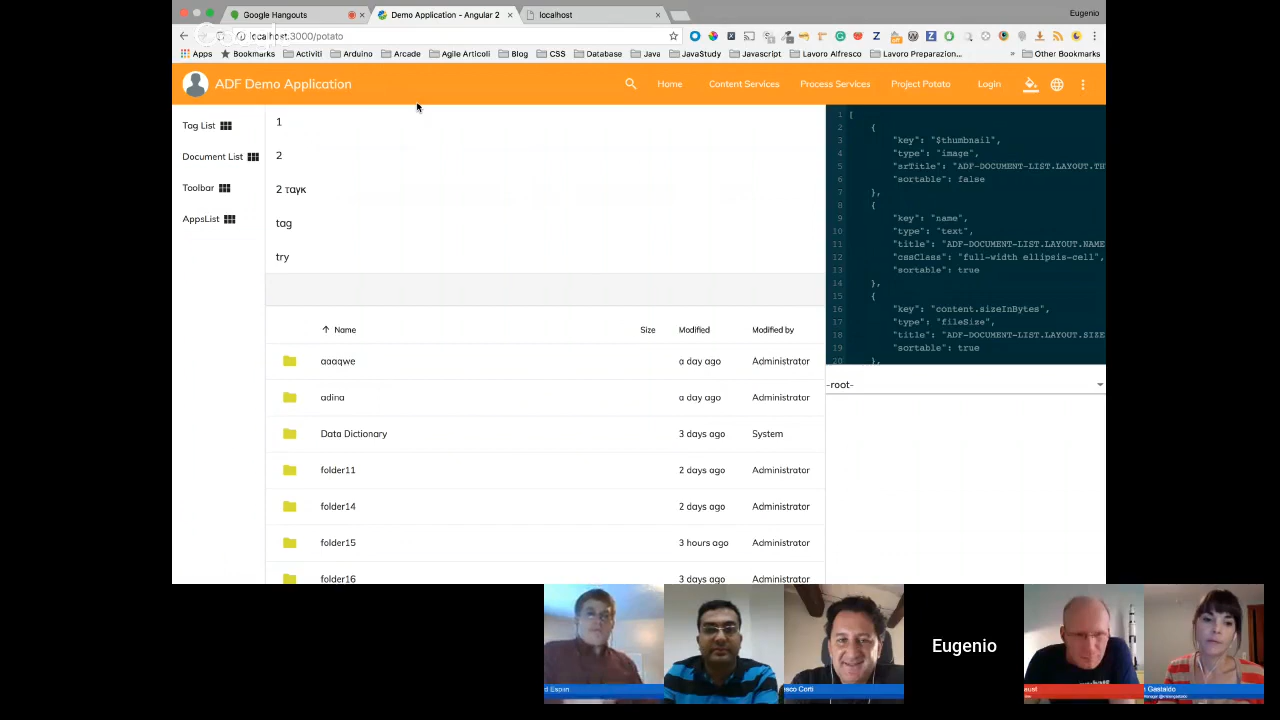 Google Hangouts
Demo Application - Angular 2
localhost
Eugenio
localhost:3000/potato
Apps
Bookmarks
Activiti
Arduino
Arcade
Agile Articoli
Blog
CSS
Database
Java
JavaStudy
Javascript
Lavoro Alfresco
Lavoro Preparazion...
»
Other Bookmarks
ADF Demo Application
Home
Content Services
Process Services
Project Potato
Login
Tag List
Document List
Toolbar
AppsList
1
2
2 ταγκ
tag
try
Name
Size
Modified
Modified by
aaaqwe
a day ago
Administrator
adina
a day ago
Administrator
Data Dictionary
3 days ago
System
folder11
2 days ago
Administrator
folder14
2 days ago
Administrator
folder15
3 hours ago
Administrator
folder16
3 days ago
Administrator
1 [
2 {
3 "key": "$thumbnail",
4 "type": "image",
5 "srTitle": "ADF-DOCUMENT-LIST.LAYOUT.TH
6 "sortable": false
7 },
8 {
9 "key": "name",
10 "type": "text",
11 "title": "ADF-DOCUMENT-LIST.LAYOUT.NAME
12 "cssClass": "full-width ellipsis-cell",
13 "sortable": true
14 },
15 {
16 "key": "content.sizeInBytes",
17 "type": "fileSize",
18 "title": "ADF-DOCUMENT-LIST.LAYOUT.SIZE
19 "sortable": true
20 },
-root-
Eugenio
d Espan
esco Corti
aust
Gastaldo